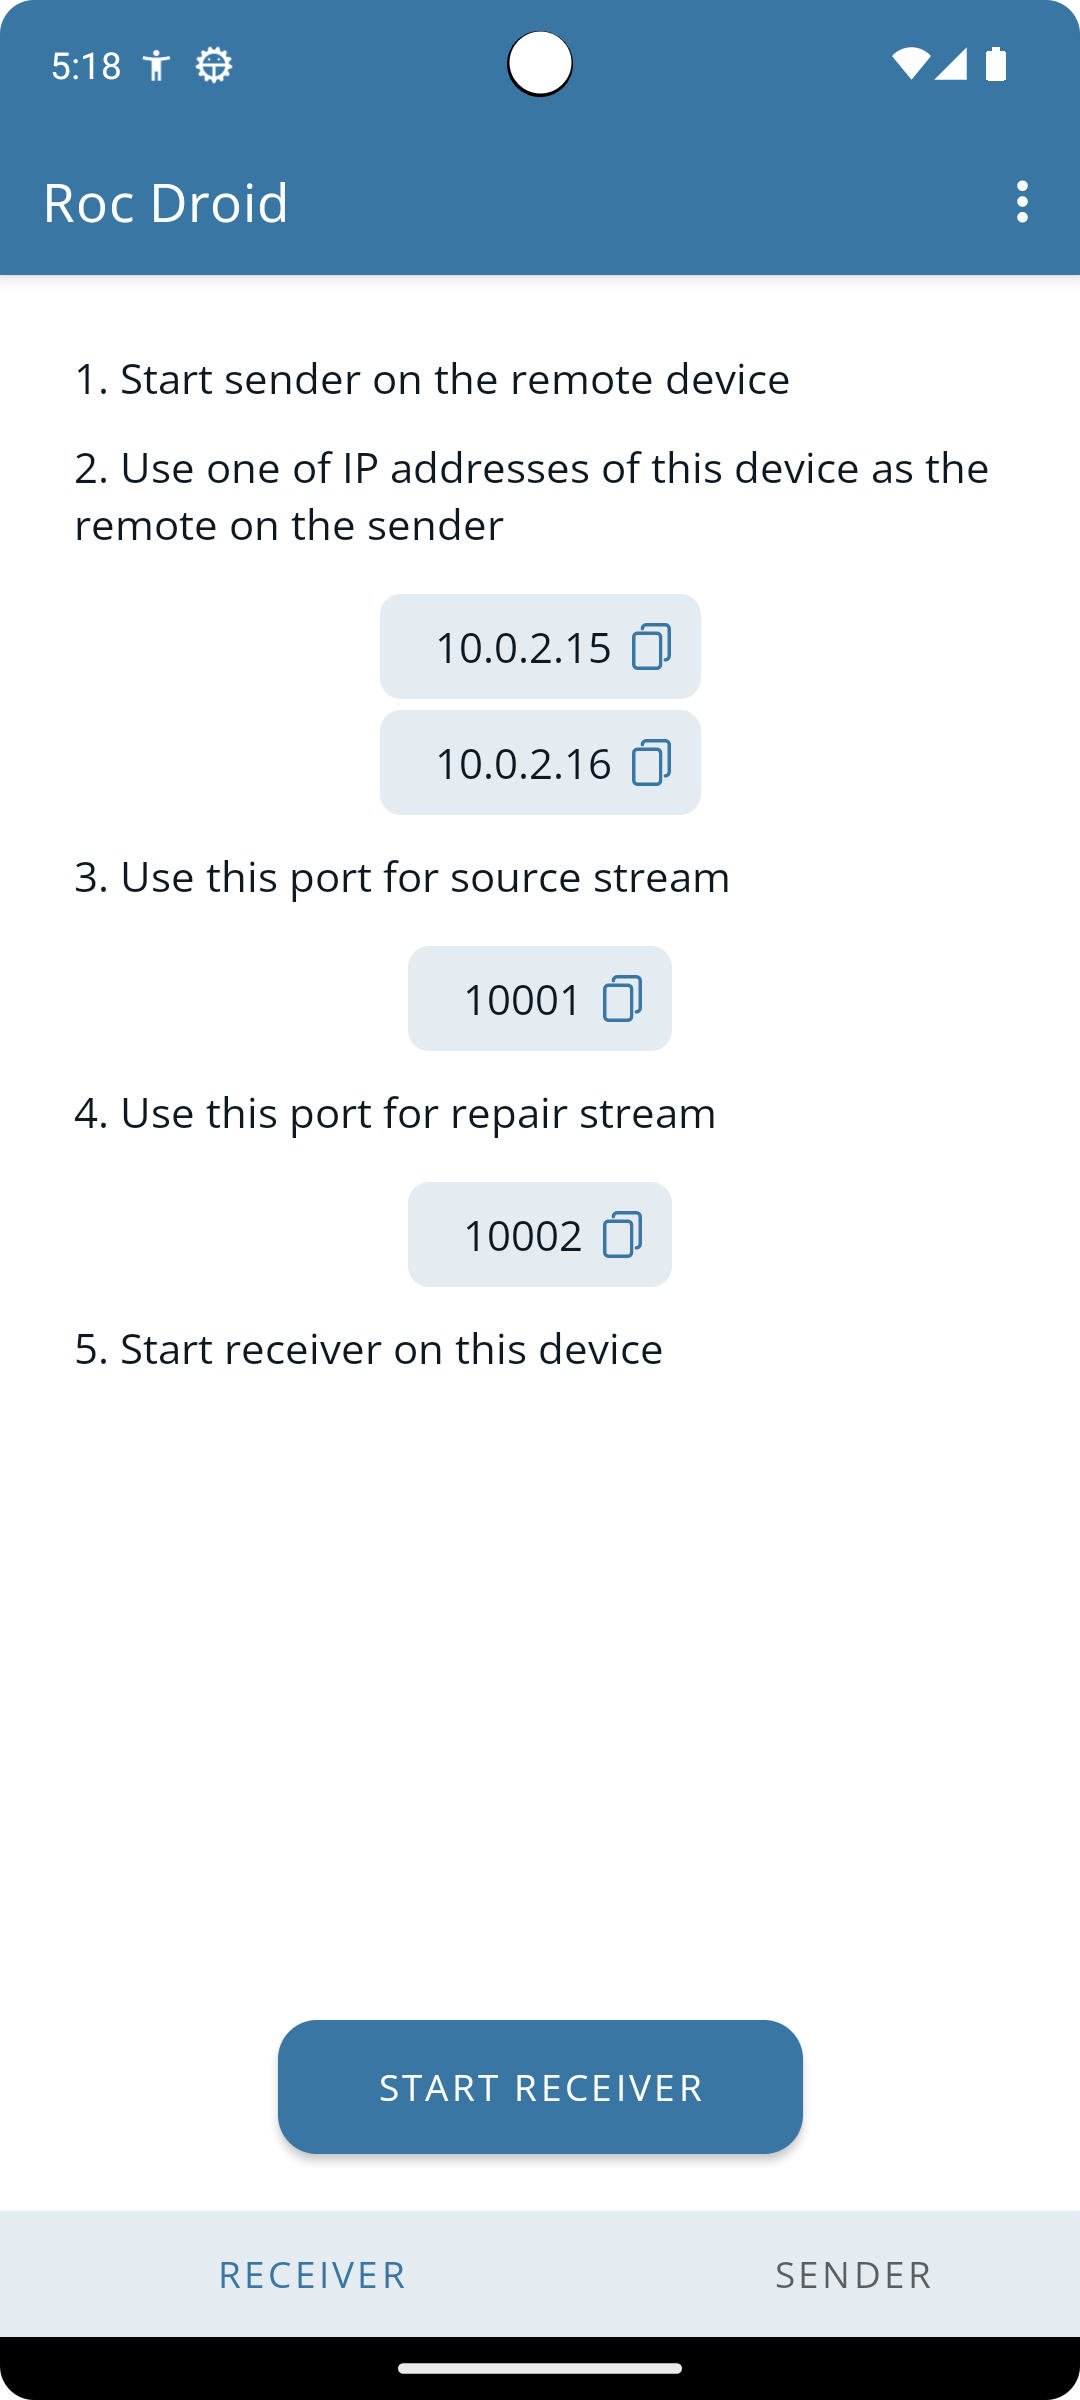 5:18
Roc Droid
1. Start sender on the remote device
2. Use one of IP addresses of this device as the
remote on the sender
10.0.2.15
10.0.2.16
3. Use this port for source stream
10001
4. Use this port for repair stream
10002
5. Start receiver on this device
START RECEIVER
RECEIVER
SENDER